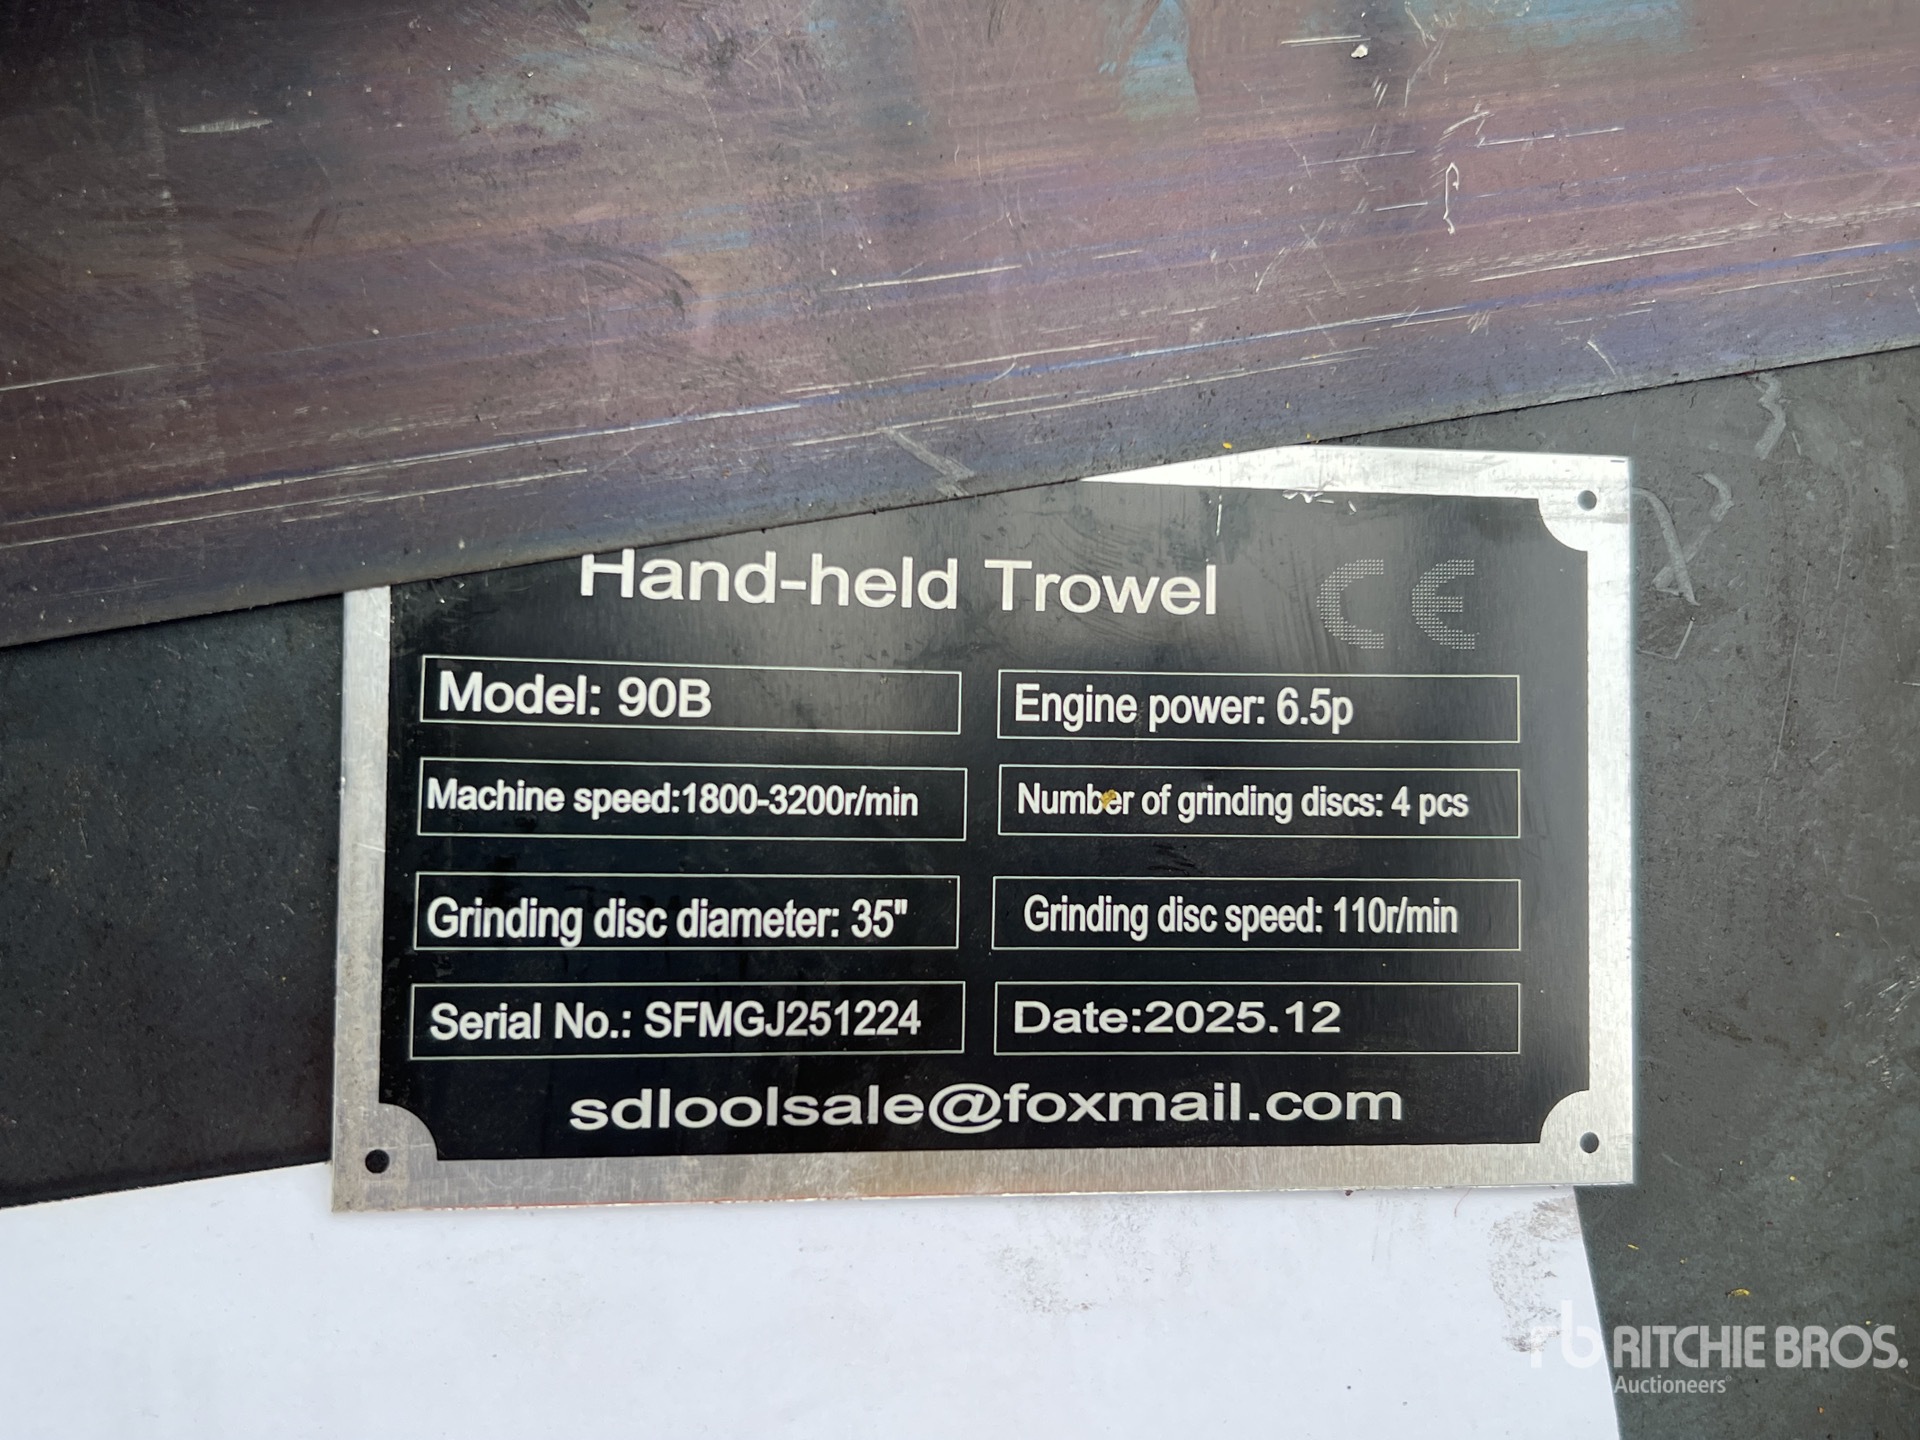 Hand-held Trowel CE
Model: 90B
Engine power: 6.5p
Machine speed:1800-3200r/min
Number of grinding discs: 4 pcs
Grinding disc diameter: 35"
Grinding disc speed: 110r/min
Serial No.: SFMGJ251224
Date:2025.12
sdloolsale@foxmail.com
rb RITCHIE BROS.
Auctioneers